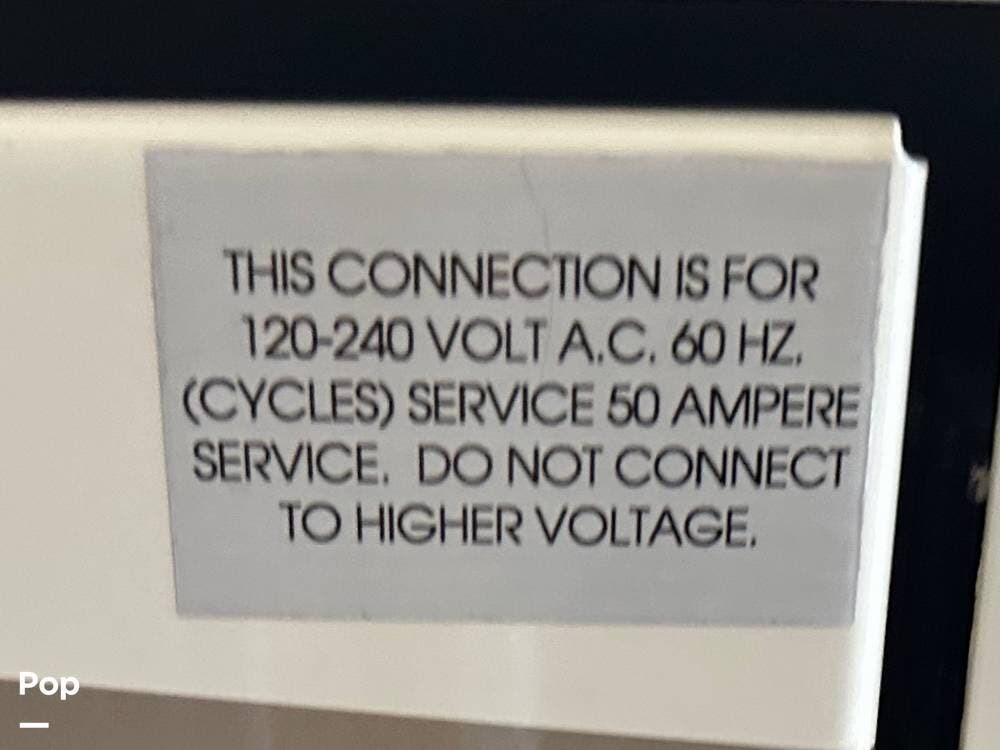 THIS CONNECTION IS FOR
120-240 VOLT A.C. 60 HZ.
(CYCLES) SERVICE 50 AMPERE
SERVICE. DO NOT CONNECT
TO HIGHER VOLTAGE.
Pop